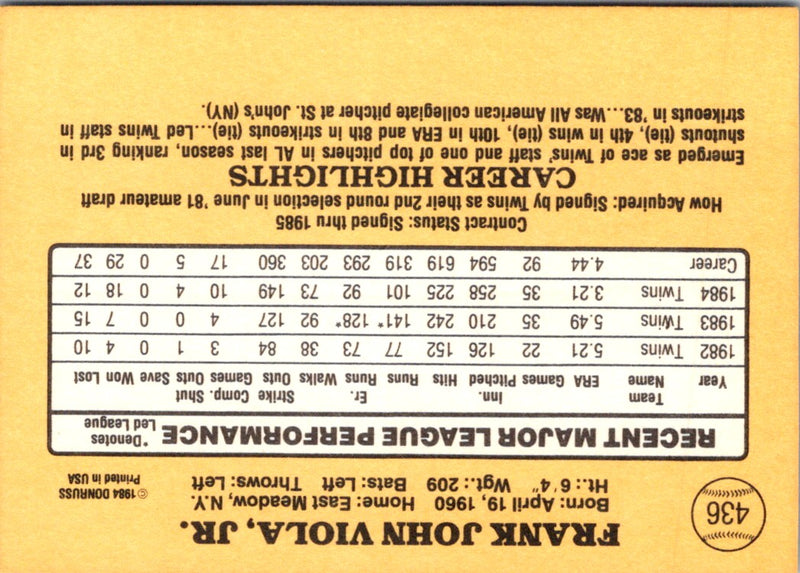 436
FRANK JOHN VIOLA, JR.
Born: April 19, 1960 Home: East Meadow, N.Y.
Ht.: 6'4" Wgt.: 209 Bats: Left Throws: Left
© 1984 DONRUSS
Printed in USA
RECENT MAJOR LEAGUE PERFORMANCE
*Denotes
Led League
Year Team Name ERA Games Inn. Pitched Hits Runs Er. Runs Walks Strike Outs Comp. Games Shut Outs Save Won Lost
1982 Twins 5.21 22 126 152 77 73 38 84 3 1 0 4 10
1983 Twins 5.49 35 210 242 141* 128* 92 127 4 0 0 7 15
1984 Twins 3.21 35 258 225 101 92 73 149 10 4 0 18 12
Career 4.44 92 594 619 319 293 203 360 17 5 0 29 37
Contract Status: Signed thru 1985
How Acquired: Signed by Twins as their 2nd round selection in June '81 amateur draft
CAREER HIGHLIGHTS
Emerged as ace of Twins' staff and one of top pitchers in AL last season, ranking 3rd in
shutouts (tie), 4th in wins (tie), 10th in ERA and 8th in strikeouts (tie)...Led Twins staff in
strikeouts in '83...Was All American collegiate pitcher at St. John's (NY).